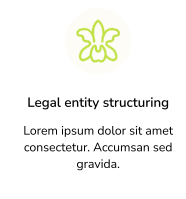 Legal entity structuring
Lorem ipsum dolor sit amet
consectetur. Accumsan sed
gravida.